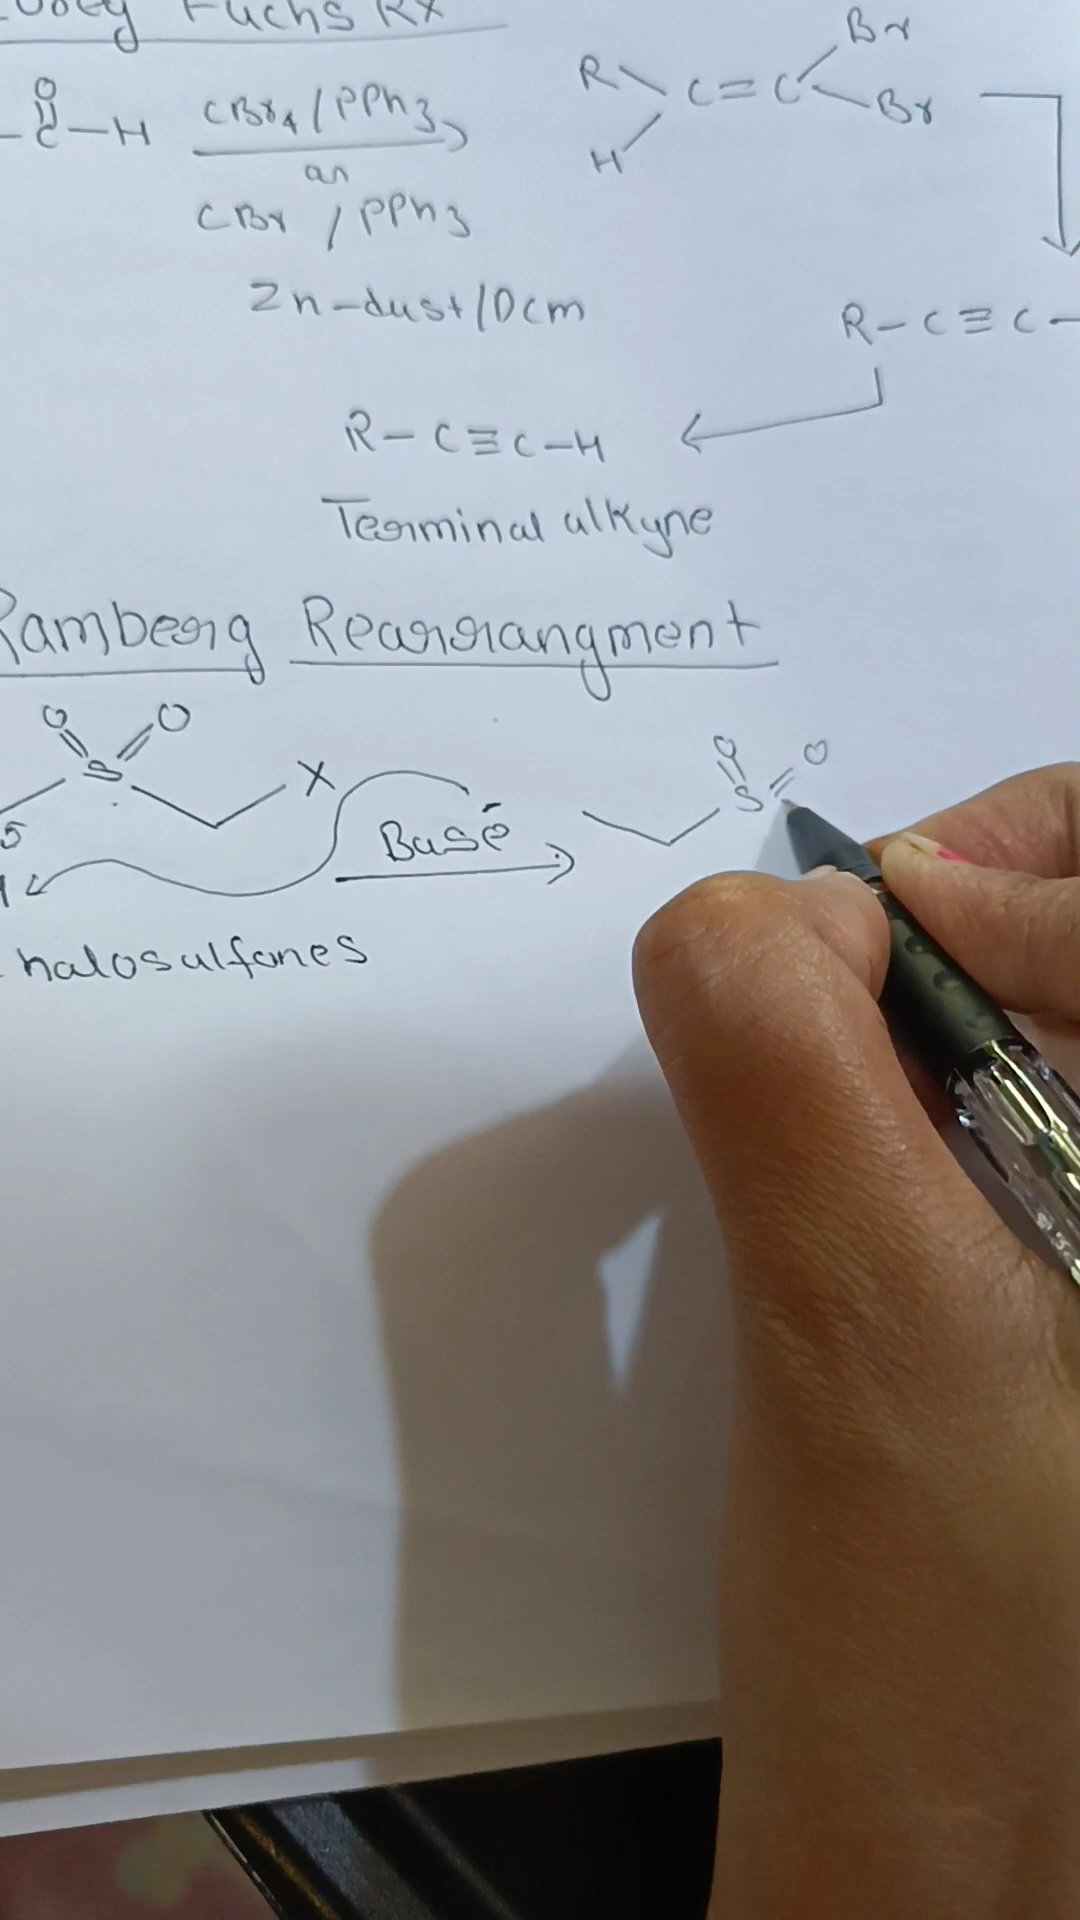 Fuchs Rx
O
C-H
CBr4/PPh3
or
CBr /PPh3
Zn-dust/DCM
R
H
C=C
Br
Br
R-C≡C-
R-C≡C-H
Terminal alkyne
Ramberg Rearrangment
O
O
S
X
Base
O
O
S
halosulfones